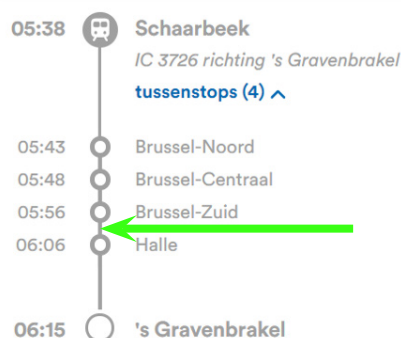 05:38 Schaarbeek
IC 3726 richting 's Gravenbrakel
tussenstops (4)
05:43 Brussel-Noord
05:48 Brussel-Centraal
05:56 Brussel-Zuid
06:06 Halle
06:15 's Gravenbrakel